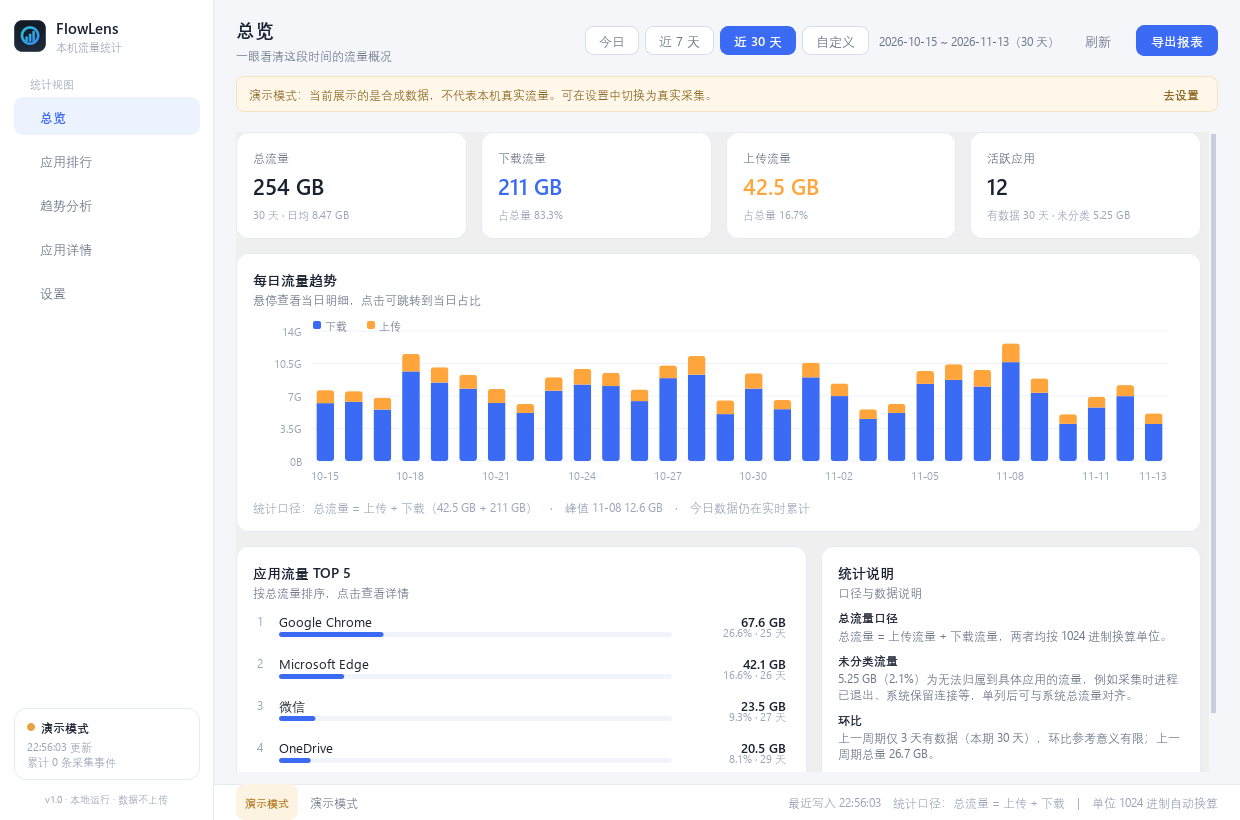 FlowLens
本机流量统计
统计视图
总览
应用排行
趋势分析
应用详情
设置
演示模式
22:56:03 更新
累计 0 条采集事件
v1.0 · 本地运行 · 数据不上传
总览
一眼看清这段时间的流量概况
今日
近 7 天
近 30 天
自定义
2026-10-15 ~ 2026-11-13（30 天）
刷新
导出报表
演示模式：当前展示的是合成数据，不代表本机真实流量。可在设置中切换为真实采集。
去设置
总流量
254 GB
30 天 · 日均 8.47 GB
下载流量
211 GB
占总量 83.3%
上传流量
42.5 GB
占总量 16.7%
活跃应用
12
有数据 30 天 · 未分类 5.25 GB
每日流量趋势
悬停查看当日明细，点击可跳转到当日占比
下载 上传
14G
10.5G
7G
3.5G
0B
10-15 10-18 10-21 10-24 10-27 10-30 11-02 11-05 11-08 11-11 11-13
统计口径：总流量 = 上传 + 下载（42.5 GB + 211 GB） · 峰值 11-08 12.6 GB · 今日数据仍在实时累计
应用流量 TOP 5
按总流量排序，点击查看详情
1 Google Chrome 67.6 GB
26.6% · 25 天
2 Microsoft Edge 42.1 GB
16.6% · 26 天
3 微信 23.5 GB
9.3% · 27 天
4 OneDrive 20.5 GB
8.1% · 29 天
统计说明
口径与数据说明
总流量口径
总流量 = 上传流量 + 下载流量，两者均按 1024 进制换算单位。
未分类流量
5.25 GB（2.1%）为无法归属到具体应用的流量，例如采集时进程
已退出、系统保留连接等，单列后可与系统总流量对齐。
环比
上一周期仅 3 天有数据（本期 30 天），环比参考意义有限；上一
周期总量 26.7 GB。
演示模式
演示模式
最近写入 22:56:03 统计口径：总流量 = 上传 + 下载 | 单位 1024 进制自动换算